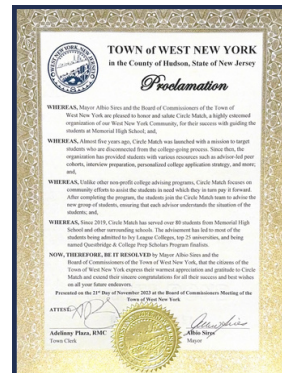 TOWN of WEST NEW YORK
in the County of Hudson, State of New Jersey
Proclamation
WHEREAS, Mayor Albio Sires and the Board of Commissioners of the Town of
West New York are pleased to honor and salute Circle Match, a highly esteemed
organization of our West New York Community, for their success with guiding the
students at Memorial High School; and,
WHEREAS, Almost five years ago, Circle Match was launched with a mission to target
students who are disconnected from the college-going process. Since then, the
organization has provided students with various resources such as advisor-led peer
cohorts, interview preparation, personalized college application strategy, and more;
and,
WHEREAS, Unlike other non-profit college advising programs, Circle Match focuses on
community efforts to assist the students in need which they in turn pay it forward.
After completing the program, the students join the Circle Match team to advise the
new group of students, ensuring that each advisor understands the situation of the
students; and,
WHEREAS, Since 2019, Circle Match has served over 80 students from Memorial High
School and other surrounding schools. The advisement has led to most of the
students being admitted to Ivy League Colleges, top 25 universities, and being
named Questbridge & College Prep Scholars Program finalists.
NOW, THEREFORE, BE IT RESOLVED by Mayor Albio Sires and the
Board of Commissioners of the Town of West New York, that the citizens of the
Town of West New York express their warmest appreciation and gratitude to Circle
Match and extend their sincere congratulations for all their success and best wishes
on all your future endeavors.
Presented on the 21st Day of November 2023 at the Board of Commissioners Meeting of the
Town of West New York
ATTEST:
Adelinny Plaza, RMC
Town Clerk
Albio Sires
Mayor